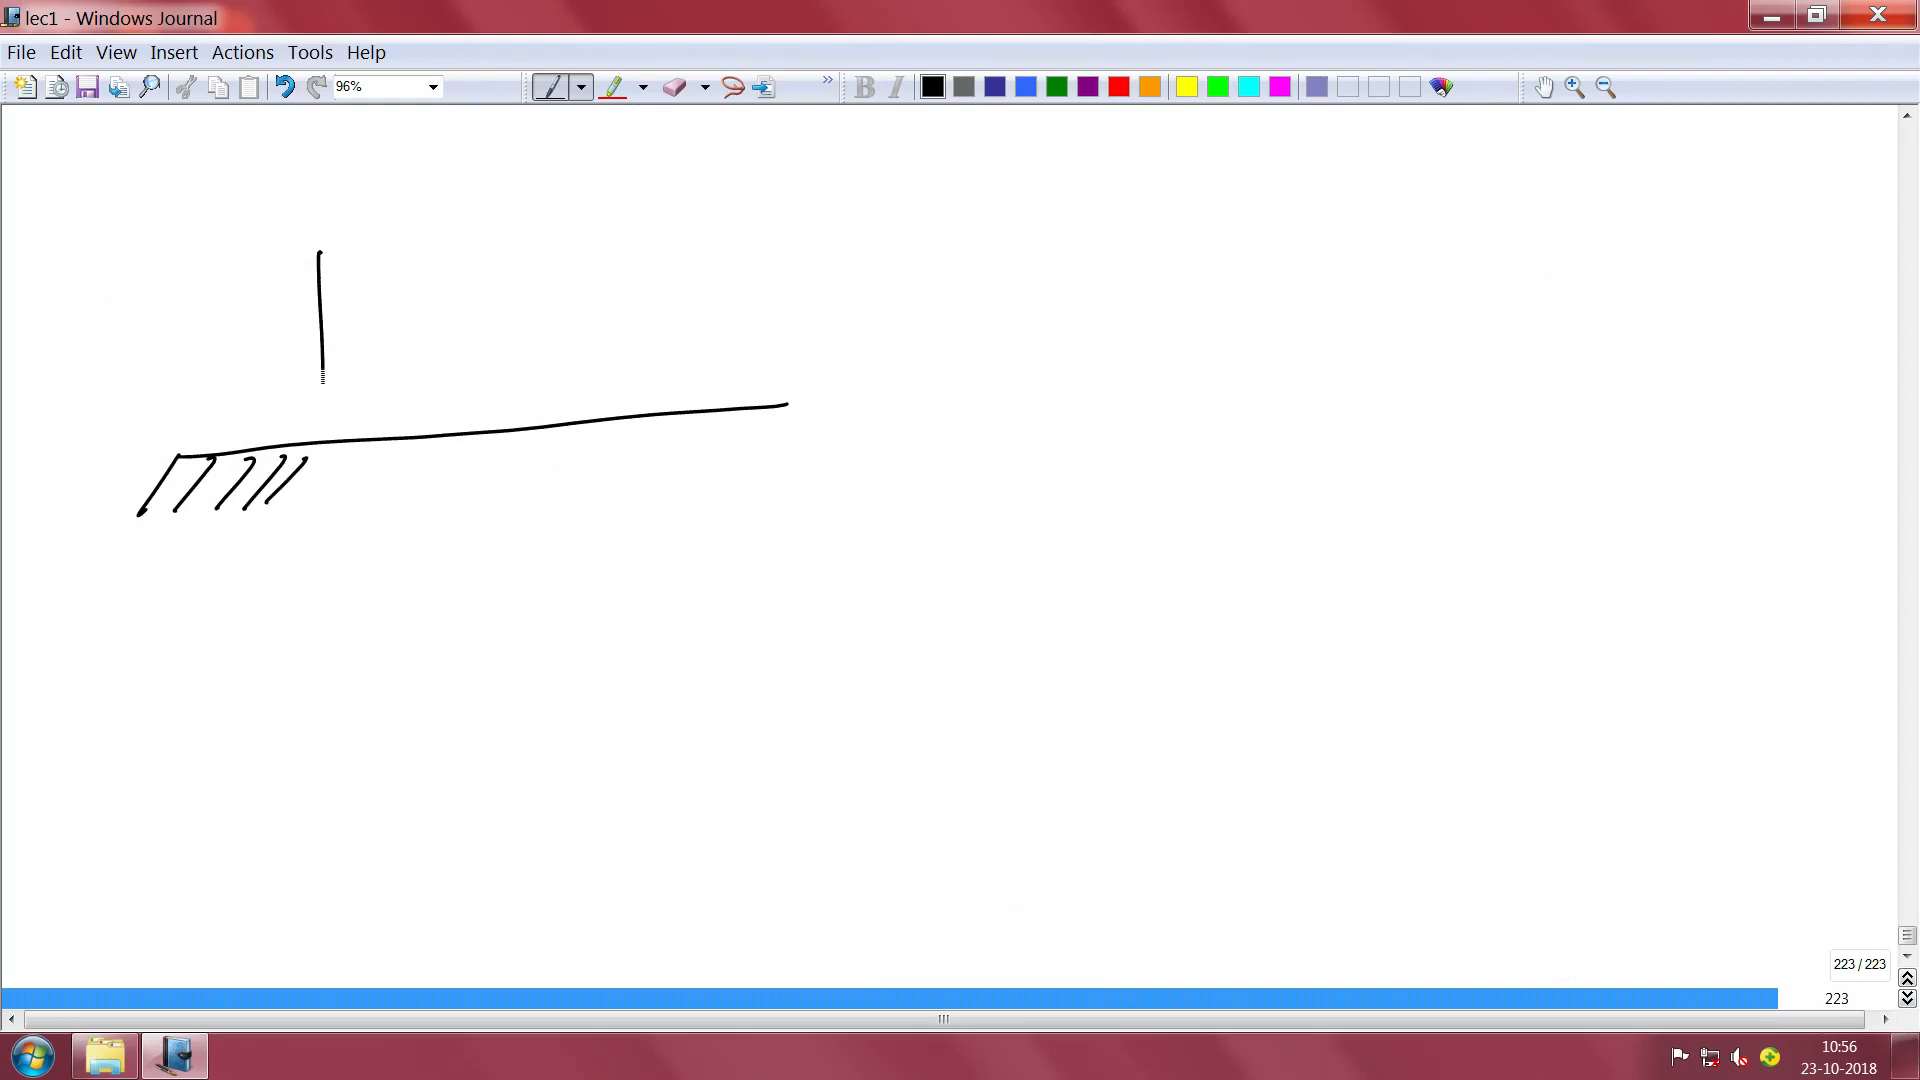 lec1 - Windows Journal
File Edit View Insert Actions Tools Help
96% » B I
223 / 223
223
10:56
23-10-2018